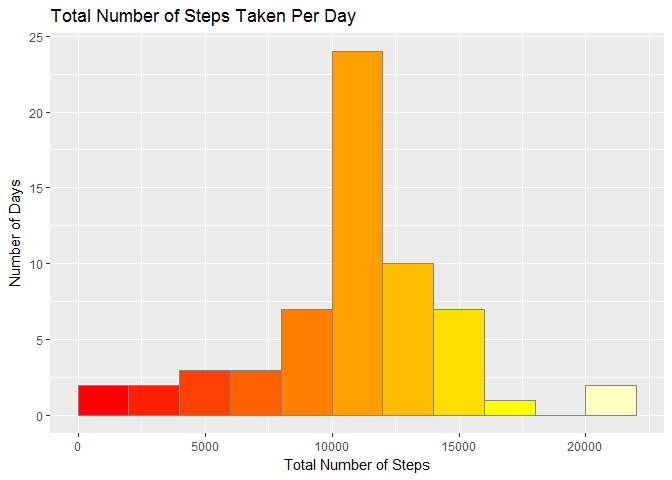 Total Number of Steps Taken Per Day
25
20
15
10
5
0
Number of Days
0 5000 10000 15000 20000
Total Number of Steps